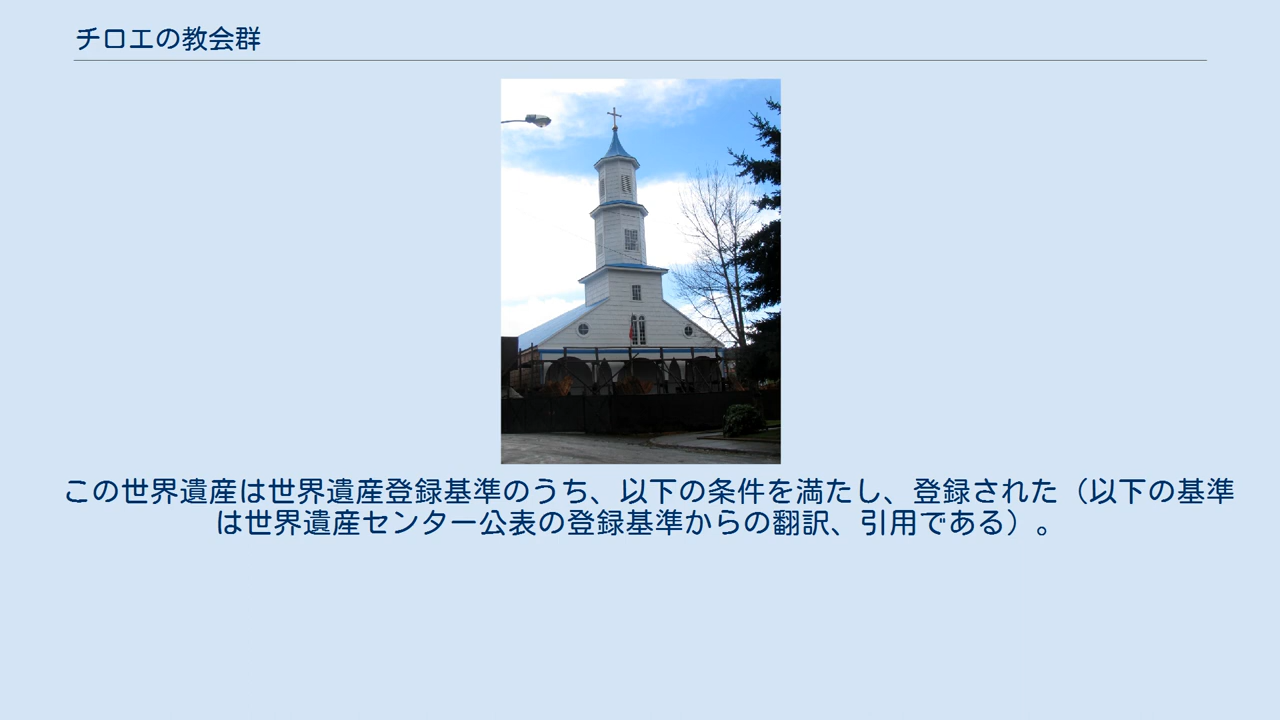 チロエの教会群
この世界遺産は世界遺産登録基準のうち、以下の条件を満たし、登録された（以下の基準
は世界遺産センター公表の登録基準からの翻訳、引用である）。